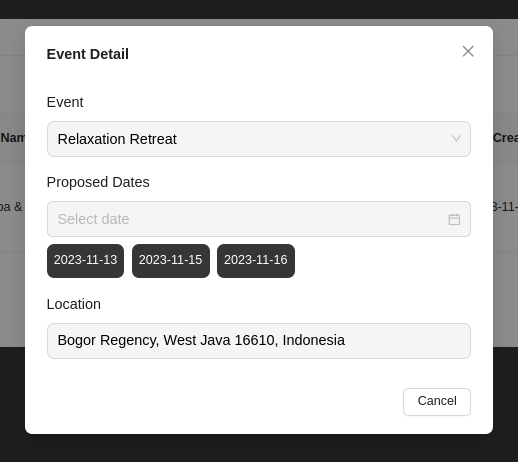 Event Detail
Event
Nam
Crea
Relaxation Retreat
Proposed Dates
oa &
3-11-
Select date
2023-11-13 2023-11-15 2023-11-16
Location
Bogor Regency, West Java 16610, Indonesia
Cancel